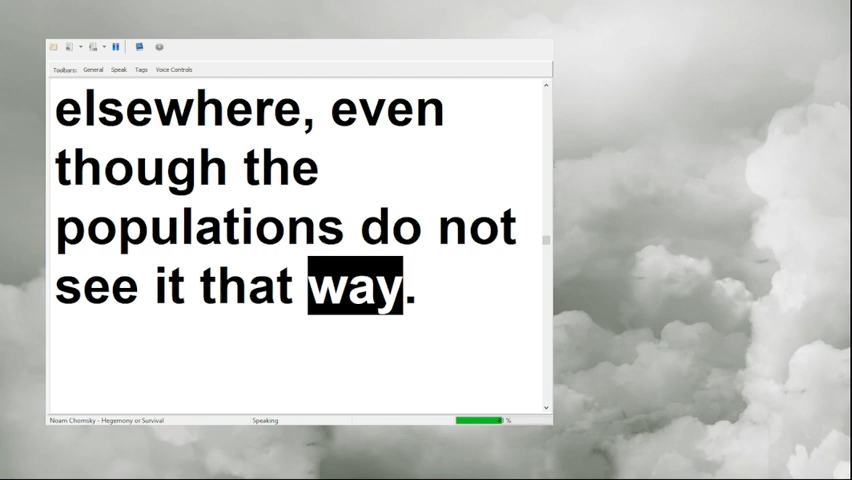 Toolbars: General Speak Tags Voice Controls
elsewhere, even
though the
populations do not
see it that way.
Noam Chomsky - Hegemony or Survival Speaking %